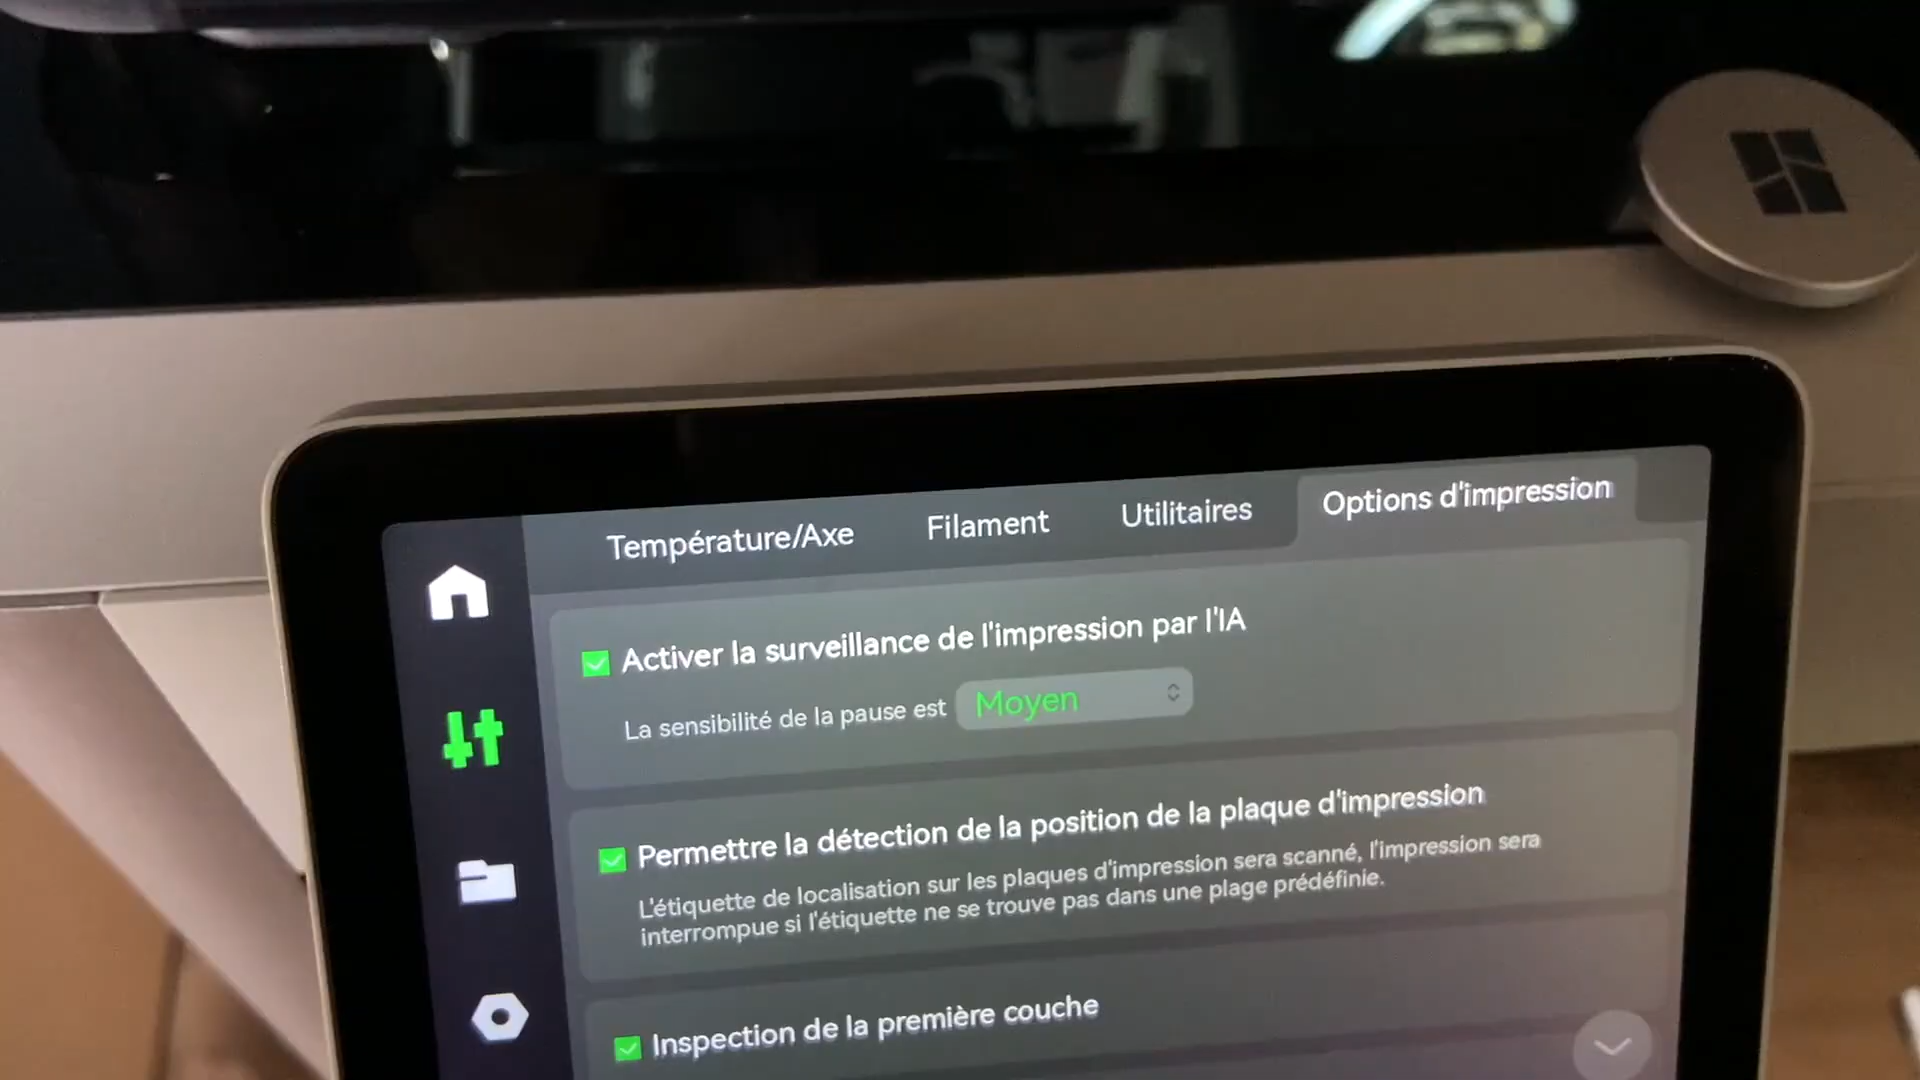 Température/Axe Filament Utilitaires Options d'impression
Activer la surveillance de l'impression par l'IA
La sensibilité de la pause est Moyen
Permettre la détection de la position de la plaque d'impression
L'étiquette de localisation sur les plaques d'impression sera scanné, l'impression sera
interrompue si l'étiquette ne se trouve pas dans une plage prédéfinie.
Inspection de la première couche